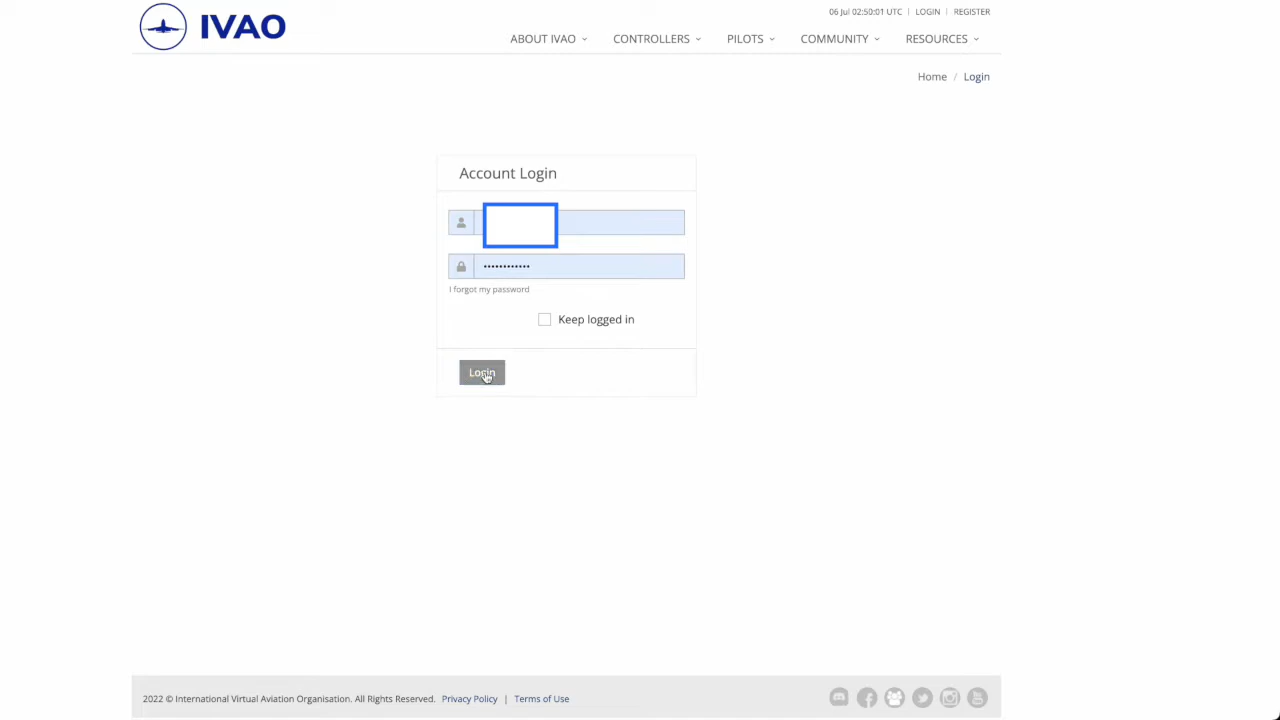 06 Jul 02:50:01 UTC | LOGIN | REGISTER
IVAO
ABOUT IVAO CONTROLLERS PILOTS COMMUNITY RESOURCES
Home / Login
Account Login
••••••••••••
I forgot my password
Keep logged in
Login
2022 © International Virtual Aviation Organisation. All Rights Reserved. Privacy Policy | Terms of Use